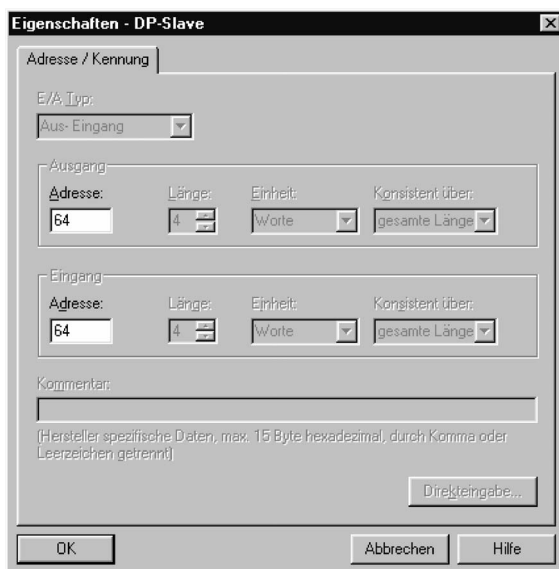 Eigenschaften - DP-Slave
Adresse / Kennung
E/A Typ:
Aus- Eingang
Ausgang
Adresse: Länge: Einheit: Konsistent über:
64 4 Worte gesamte Länge
Eingang
Adresse: Länge: Einheit: Konsistent über:
64 4 Worte gesamte Länge
Kommentar:
(Hersteller spezifische Daten, max. 15 Byte hexadezimal, durch Komma oder
Leerzeichen getrennt)
Direkteingabe...
OK Abbrechen Hilfe